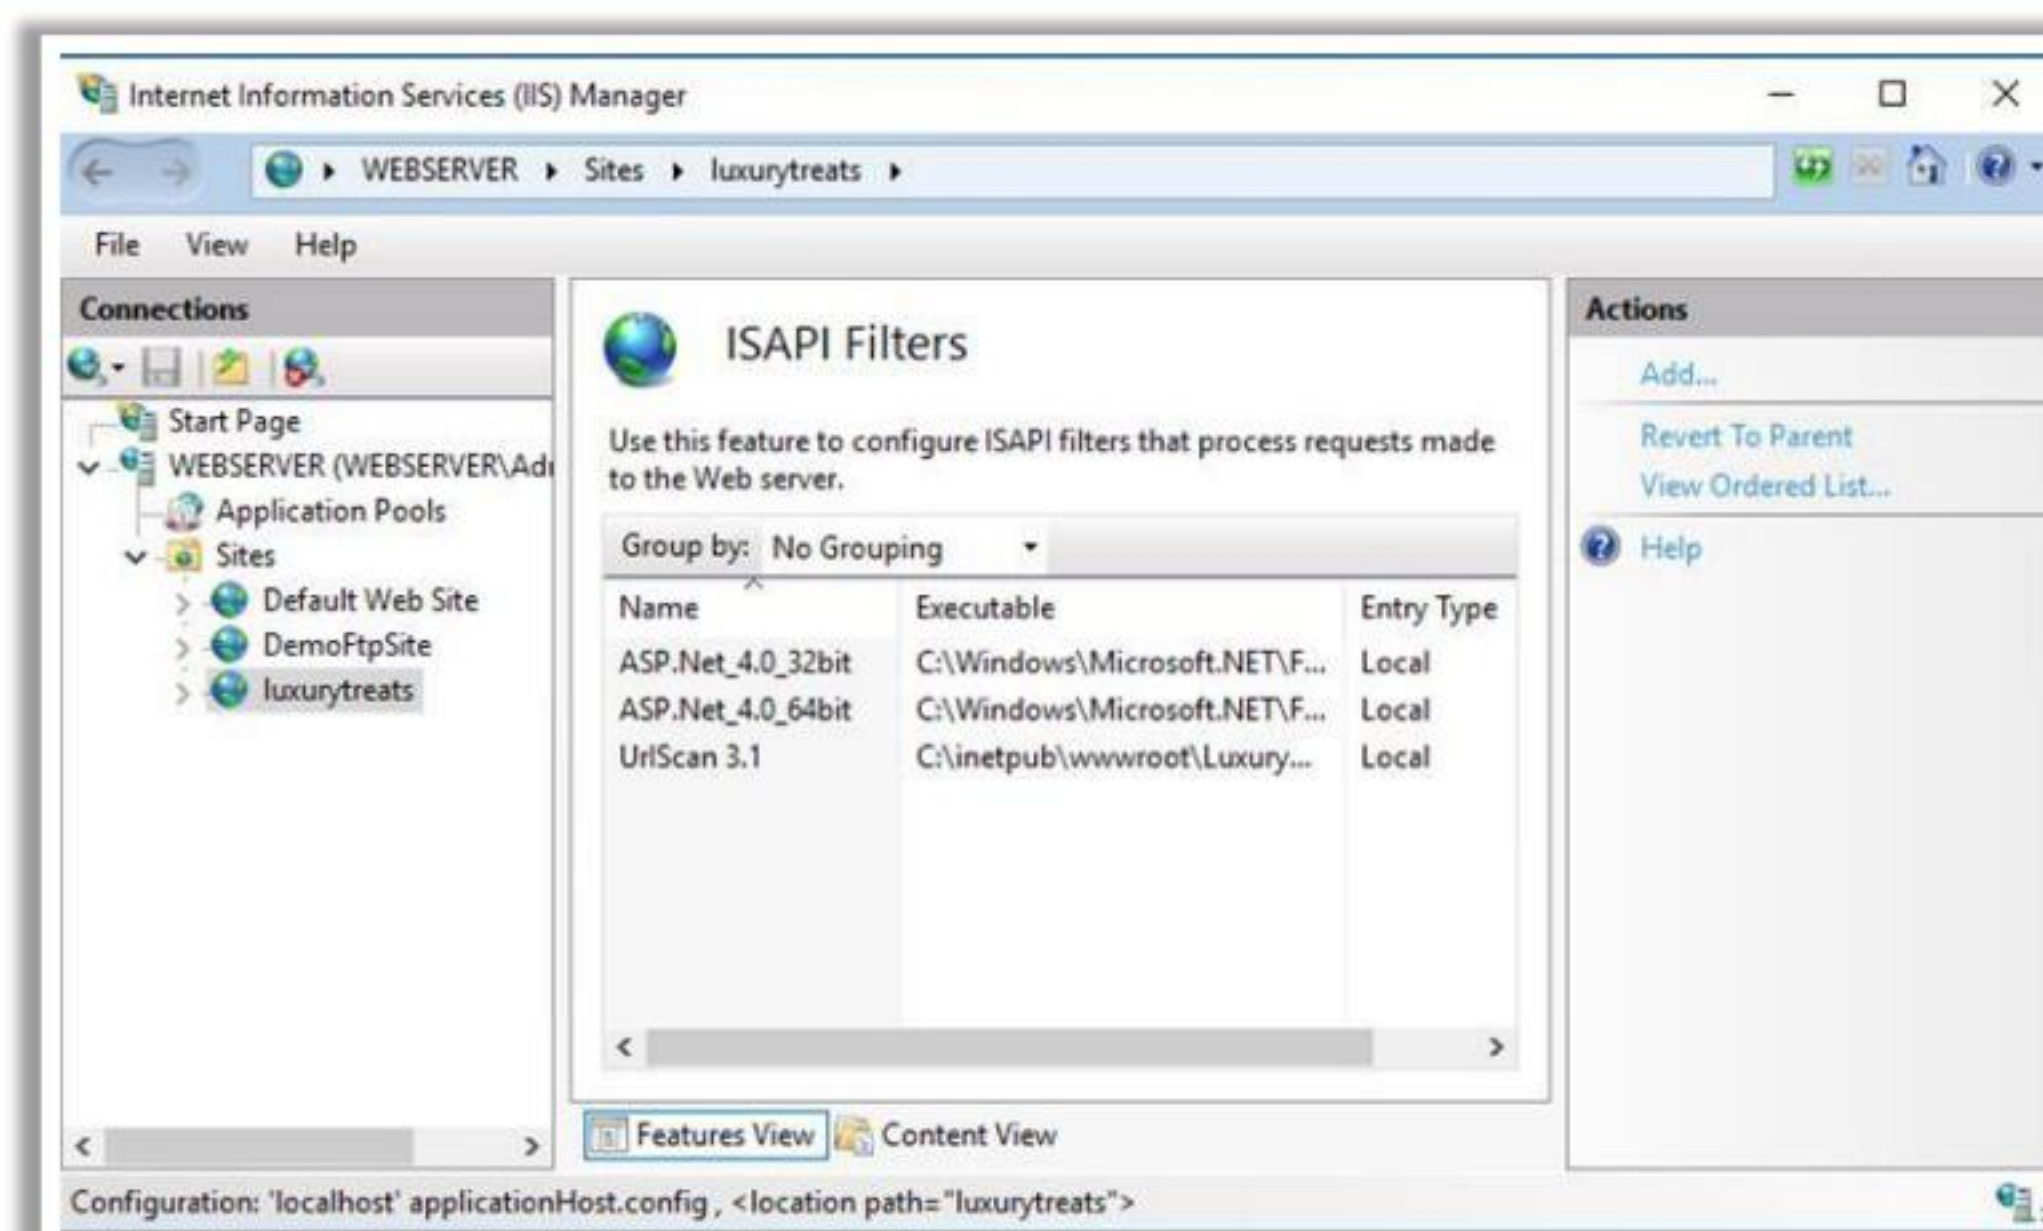 Internet Information Services (IIS) Manager
WEBSERVER Sites luxurytreats
File View Help
Connections
Start Page
WEBSERVER (WEBSERVER\Adı
Application Pools
Sites
Default Web Site
DemoFtpSite
luxurytreats
ISAPI Filters
Use this feature to configure ISAPI filters that process requests made
to the Web server.
Group by: No Grouping
Name Executable Entry Type
ASP.Net_4.0_32bit C:\Windows\Microsoft.NET\F... Local
ASP.Net_4.0_64bit C:\Windows\Microsoft.NET\F... Local
UrlScan 3.1 C:\inetpub\wwwroot\Luxury... Local
Features View Content View
Actions
Add...
Revert To Parent
View Ordered List...
Help
Configuration: 'localhost' applicationHost.config , <location path="luxurytreats">